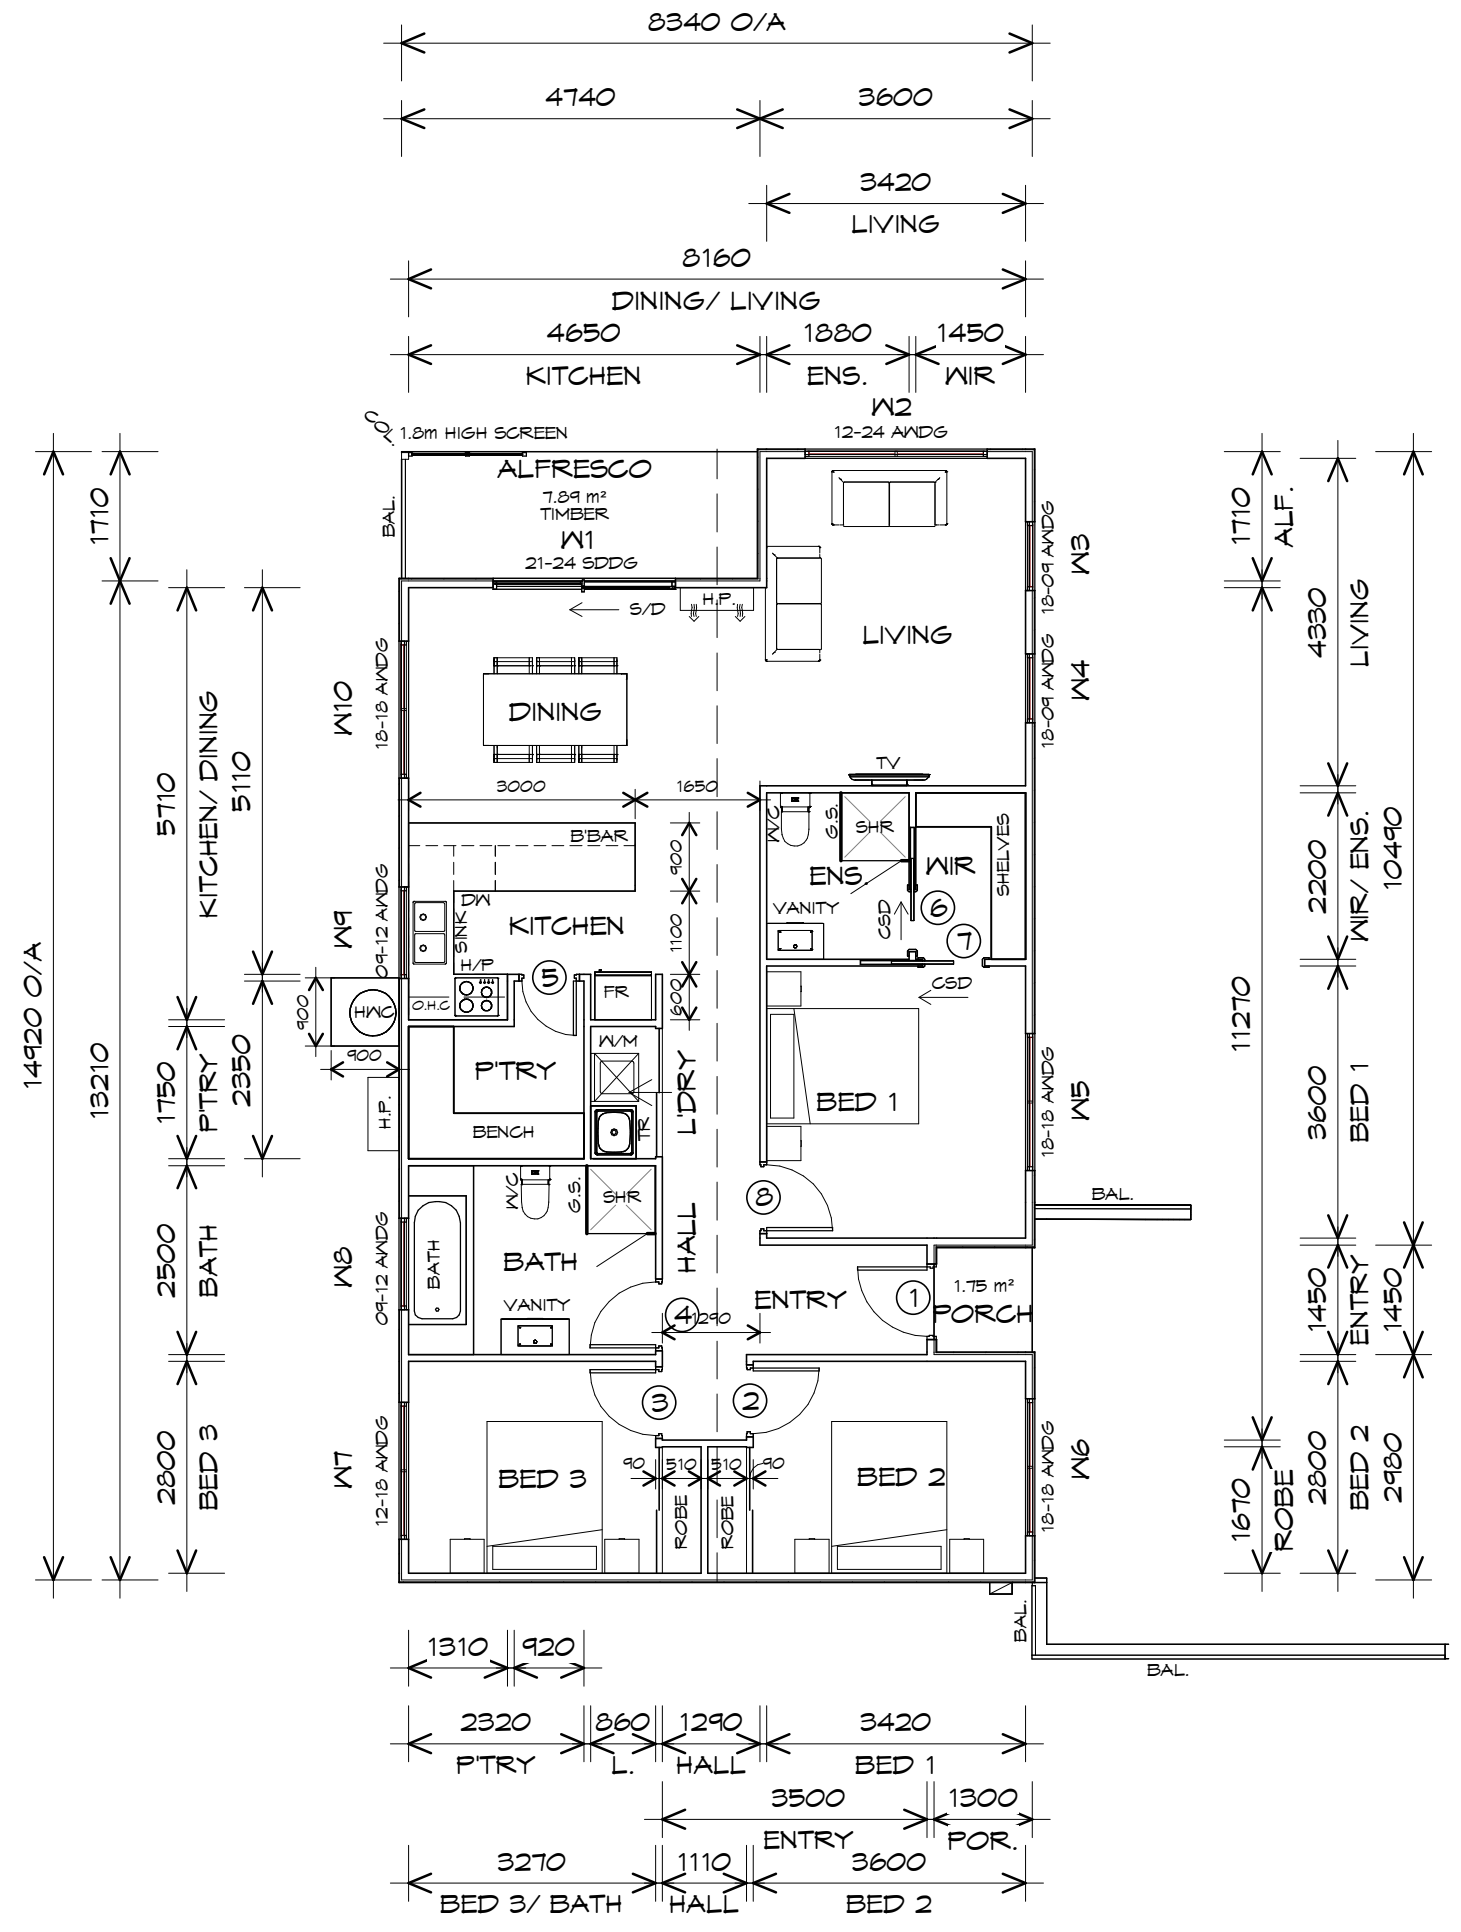 8340 O/A
4740
3600
3420
LIVING
8160
DINING/ LIVING
4650
1880
1450
KITCHEN
ENS.
WIR
W2
12-24 AWDG
COL.
1.8m HIGH SCREEN
ALFRESCO
7.89 m²
TIMBER
W1
21-24 SDDG
BAL.
S/D
H.P.
LIVING
DINING
TV
3000
1650
B'BAR
900
DW
SINK
KITCHEN
1100
H/P
O.H.C
5
FR
600
W/C
G.S.
SHR
ENS.
VANITY
CSD
WIR
SHELVES
6
7
CSD
W/M
P'TRY
BENCH
TR
L'DRY
BED 1
8
HALL
W/C
G.S.
SHR
BATH
BATH
VANITY
4
1290
ENTRY
1
1.75 m²
PORCH
3
2
90
510
510
90
BED 3
BED 2
ROBE
ROBE
14920 O/A
1710
13210
5710
KITCHEN/ DINING
5110
1750
P'TRY
2350
2500
BATH
2800
BED 3
W10
18-18 AWDG
W9
09-12 AWDG
HWC
900
900
H.P.
W8
09-12 AWDG
W7
12-18 AWDG
W3
18-09 AWDG
W4
18-09 AWDG
W5
18-18 AWDG
BAL.
W6
18-18 AWDG
1710
ALF.
11270
1670
ROBE
4330
LIVING
2200
WIR/ ENS.
3600
BED 1
1450
ENTRY
2800
BED 2
10490
1450
2980
BAL.
BAL.
1310
920
2320
860
1290
3420
P'TRY
L.
HALL
BED 1
3500
1300
ENTRY
POR.
3270
1110
3600
BED 3/ BATH
HALL
BED 2